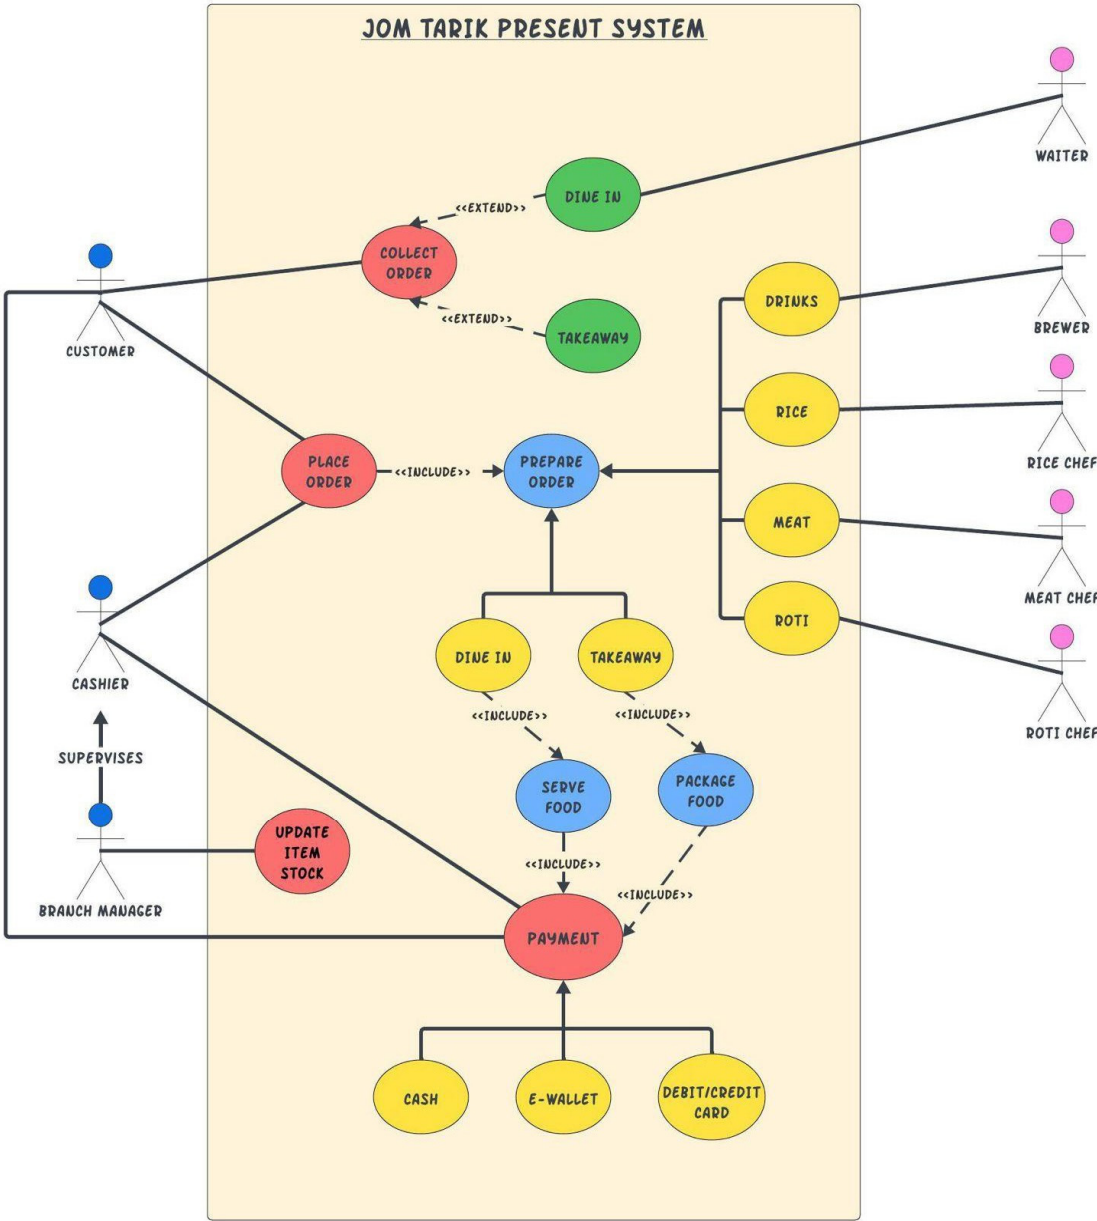 JOM TARIK PRESENT SYSTEM
WAITER
DINE IN
<<EXTEND>>
COLLECT
ORDER
<<EXTEND>>
TAKEAWAY
CUSTOMER
DRINKS
BREWER
RICE
RICE CHEF
PLACE
ORDER
<<INCLUDE>>
PREPARE
ORDER
MEAT
MEAT CHEF
ROTI
ROTI CHEF
CASHIER
DINE IN
TAKEAWAY
<<INCLUDE>>
<<INCLUDE>>
SUPERVISES
SERVE
FOOD
PACKAGE
FOOD
UPDATE
ITEM
STOCK
<<INCLUDE>>
<<INCLUDE>>
BRANCH MANAGER
PAYMENT
CASH
E-WALLET
DEBIT/CREDIT
CARD